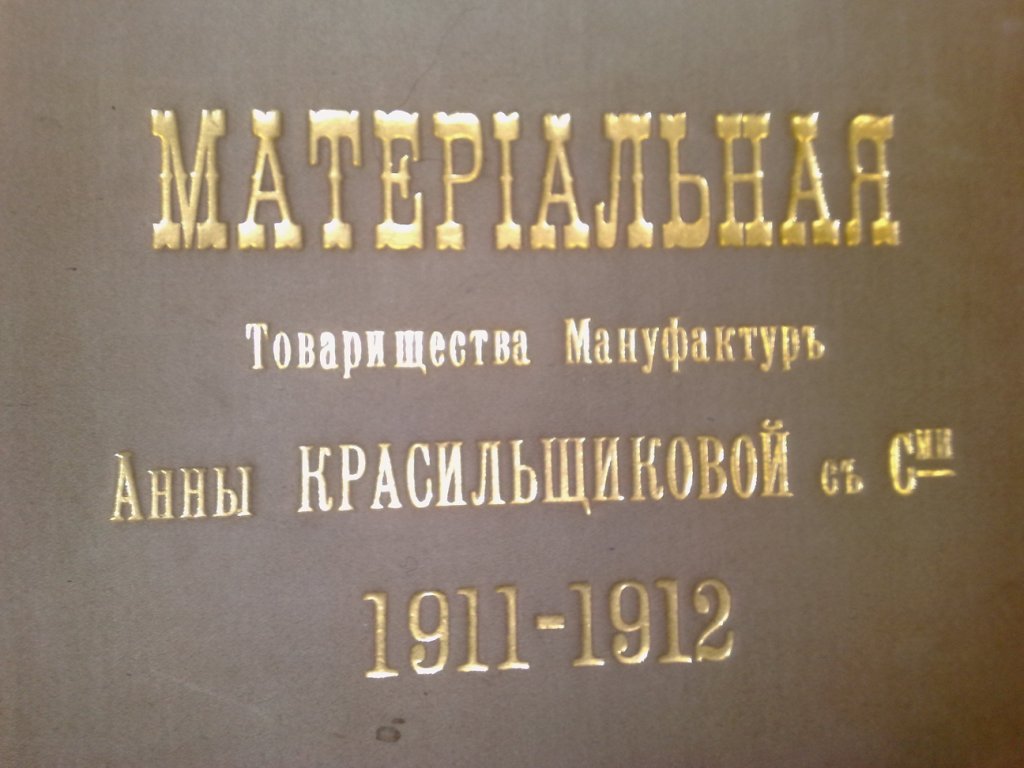 МАТЕРІАЛЬНАЯ
Товарищества Мануфактуръ
Анны КРАСИЛЬЩИКОВОЙ съ Сми
1911-1912